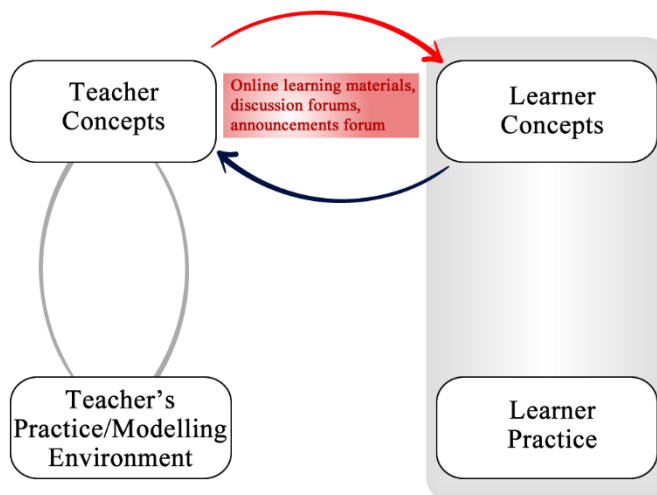 Teacher
Concepts
Online learning materials,
discussion forums,
announcements forum
Learner
Concepts
Teacher’s
Practice/Modelling
Environment
Learner
Practice